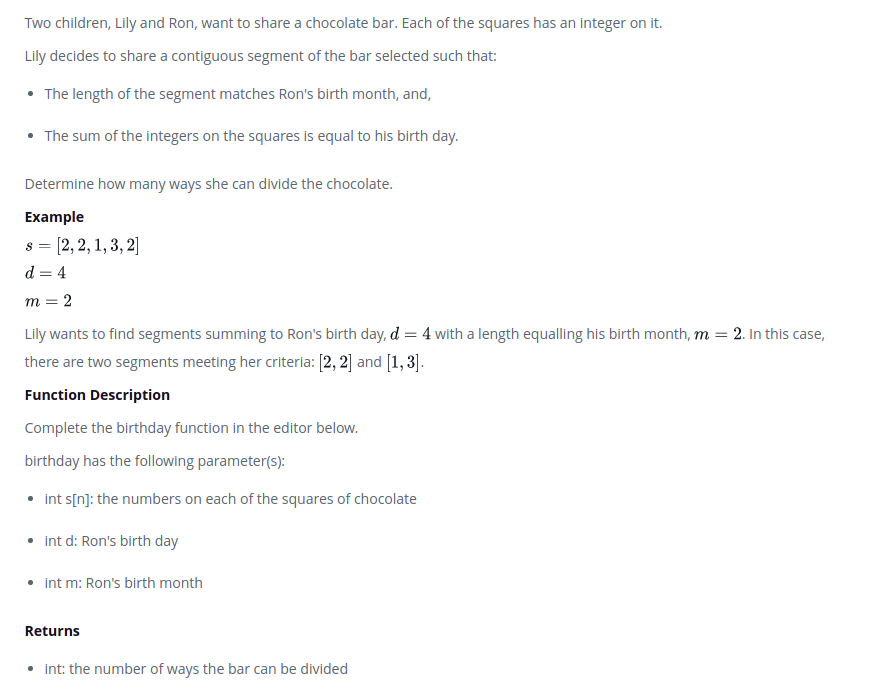 Two children, Lily and Ron, want to share a chocolate bar. Each of the squares has an integer on it.
Lily decides to share a contiguous segment of the bar selected such that:
• The length of the segment matches Ron's birth month, and,
• The sum of the integers on the squares is equal to his birth day.
Determine how many ways she can divide the chocolate.
Example
s = [2, 2, 1, 3, 2]
d = 4
m = 2
Lily wants to find segments summing to Ron's birth day, d = 4 with a length equalling his birth month, m = 2. In this case,
there are two segments meeting her criteria: [2, 2] and [1, 3].
Function Description
Complete the birthday function in the editor below.
birthday has the following parameter(s):
• int s[n]: the numbers on each of the squares of chocolate
• int d: Ron's birth day
• int m: Ron's birth month
Returns
• int: the number of ways the bar can be divided